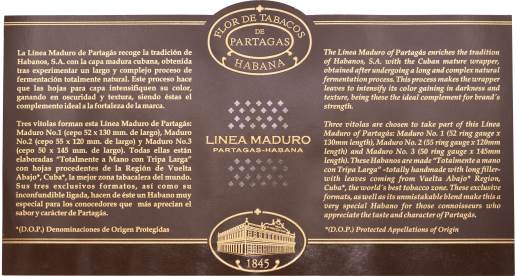 FLOR DE TABACOS
DE
PARTAGAS
HABANA
La Línea Maduro de Partagás recoge la tradición de
Habanos, S.A. con la capa madura cubana, obtenida
tras experimentar un largo y complejo proceso de
fermentación totalmente natural. Este proceso hace
que las hojas para capa intensifiquen su color,
ganando en oscuridad y textura, siendo éstas el
complemento ideal a la fortaleza de la marca.
Tres vitolas forman esta Línea Maduro de Partagás:
Maduro No.1 (cepo 52 x 130 mm. de largo), Maduro
No.2 (cepo 55 x 120 mm. de largo) y Maduro No.3
(cepo 50 x 145 mm. de largo). Todas ellas están
elaboradas "Totalmente a Mano con Tripa Larga"
con hojas procedentes de la Región de Vuelta
Abajo*, Cuba*, la mejor zona tabacalera del mundo.
Sus tres exclusivos formatos, así como su
inconfundible ligada, hacen de éste un Habano muy
especial para los conocedores que más aprecian el
sabor y carácter de Partagás.
*(D.O.P.) Denominaciones de Origen Protegidas
LINEA MADURO
PARTAGAS-HABANA
The Línea Maduro of Partagás enriches the tradition
of Habanos, S.A. with the Cuban mature wrapper,
obtained after undergoing a long and complex natural
fermentation process. This process makes the wrapper
leaves to intensify its color gaining in darkness and
texture, being these the ideal complement for brand's
strength.
Three vitolas are chosen to take part of this Línea
Maduro of Partagás: Maduro No. 1 (52 ring gauge x
130mm length), Maduro No. 2 (55 ring gauge x 120mm
length) and Maduro No. 3 (50 ring gauge x 145mm
length). These Habanos are made "Totalmente a mano
con Tripa Larga" -totally handmade with long filler-
with leaves coming from Vuelta Abajo* Region,
Cuba*, the world's best tobacco zone. These exclusive
formats, as well as its unmistakable blend make this a
very special Habano for those connoisseurs who
appreciate the taste and character of Partagás.
*(D.O.P.) Protected Appellations of Origin
1845